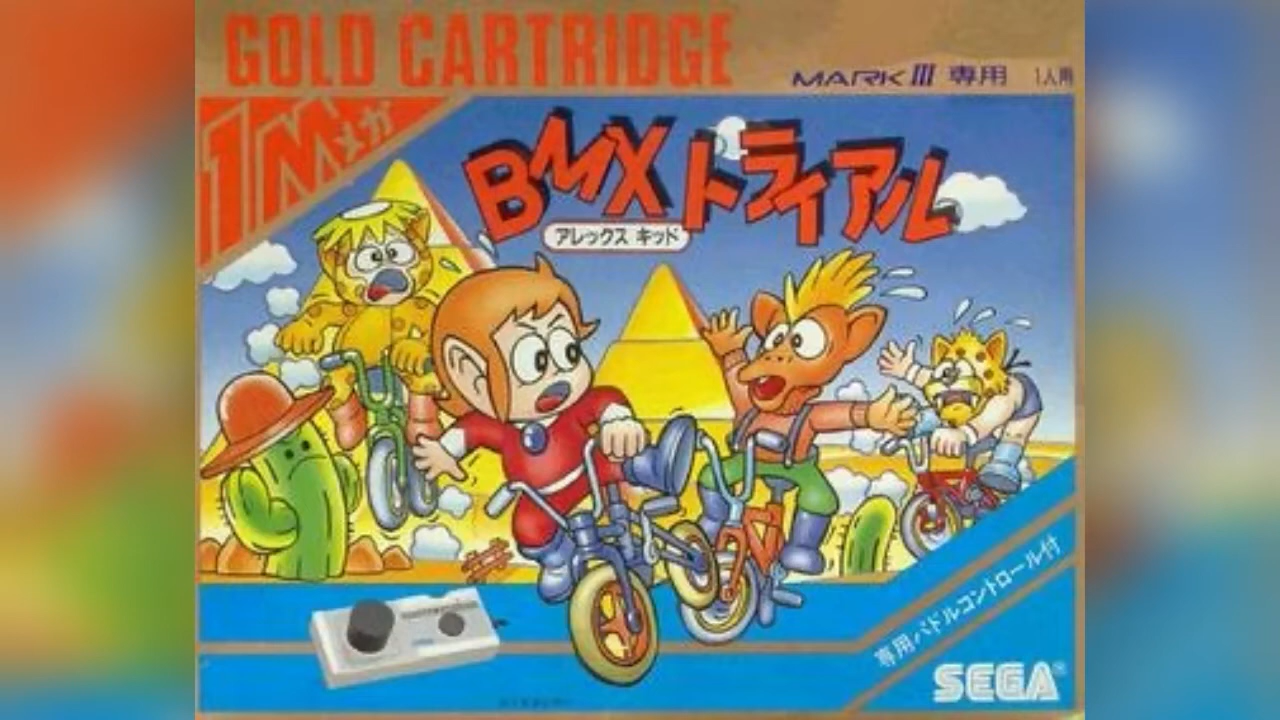 GOLD CARTRIDGE
MARK III 専用 1人用
1Mメガ
BMXトライアル
アレックス キッド
専用パドルコントロール付
SEGA®